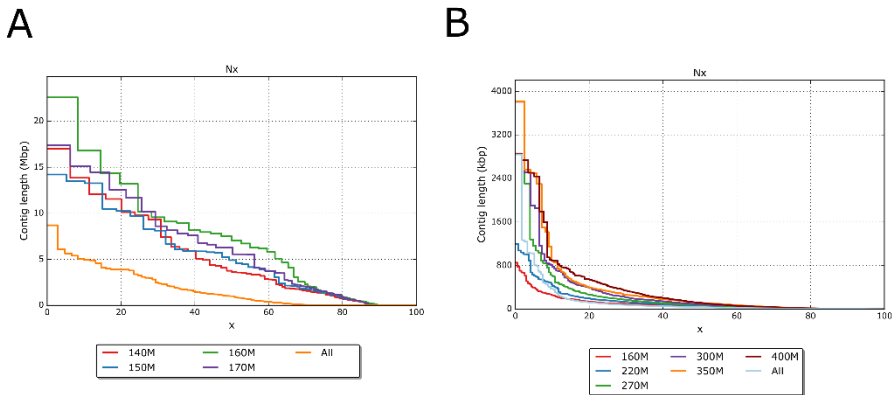 A
Nx
Contig length (Mbp)
20
15
10
5
0
0 20 40 60 80 100
x
140M 160M All
150M 170M
B
Nx
Contig length (kbp)
4000
3200
2400
1600
800
0
0 20 40 60 80 100
x
160M 300M 400M
220M 350M All
270M